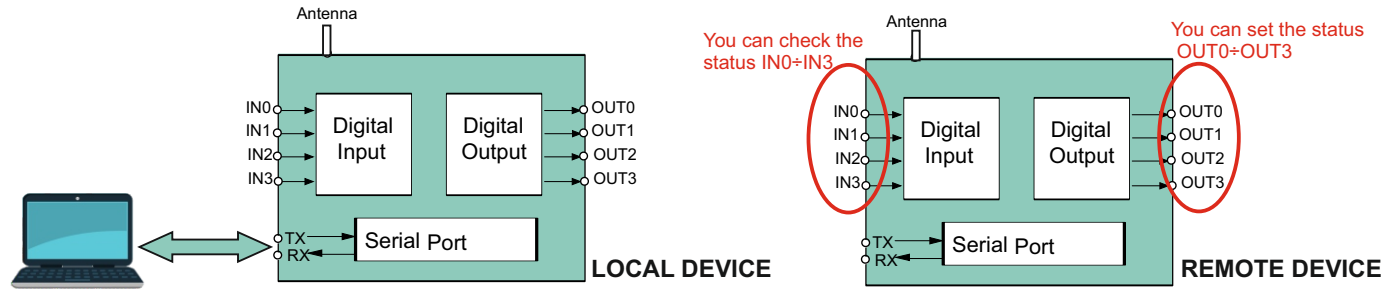 Antenna
IN0
IN1
IN2
IN3
Digital
Input
Digital
Output
OUT0
OUT1
OUT2
OUT3
TX
RX
Serial Port
LOCAL DEVICE
You can check the
status IN0÷IN3
Antenna
You can set the status
OUT0÷OUT3
IN0
IN1
IN2
IN3
Digital
Input
Digital
Output
OUT0
OUT1
OUT2
OUT3
TX
RX
Serial Port
REMOTE DEVICE